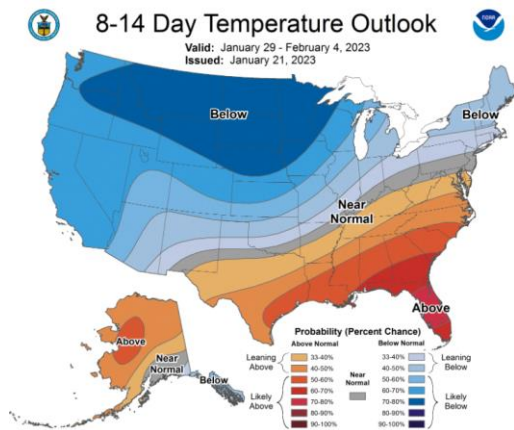 8-14 Day Temperature Outlook
Valid: January 29 - February 4, 2023
Issued: January 21, 2023
NOAA
Below
Below
Near
Normal
Above
Above
Near
Normal
Below
Probability (Percent Chance)
Above Normal
Below Normal
Leaning
Above
33-40%
40-50%
Likely
Above
50-60%
60-70%
70-80%
80-90%
90-100%
Near
Normal
33-40%
40-50%
Leaning
Below
50-60%
60-70%
70-80%
80-90%
90-100%
Likely
Below